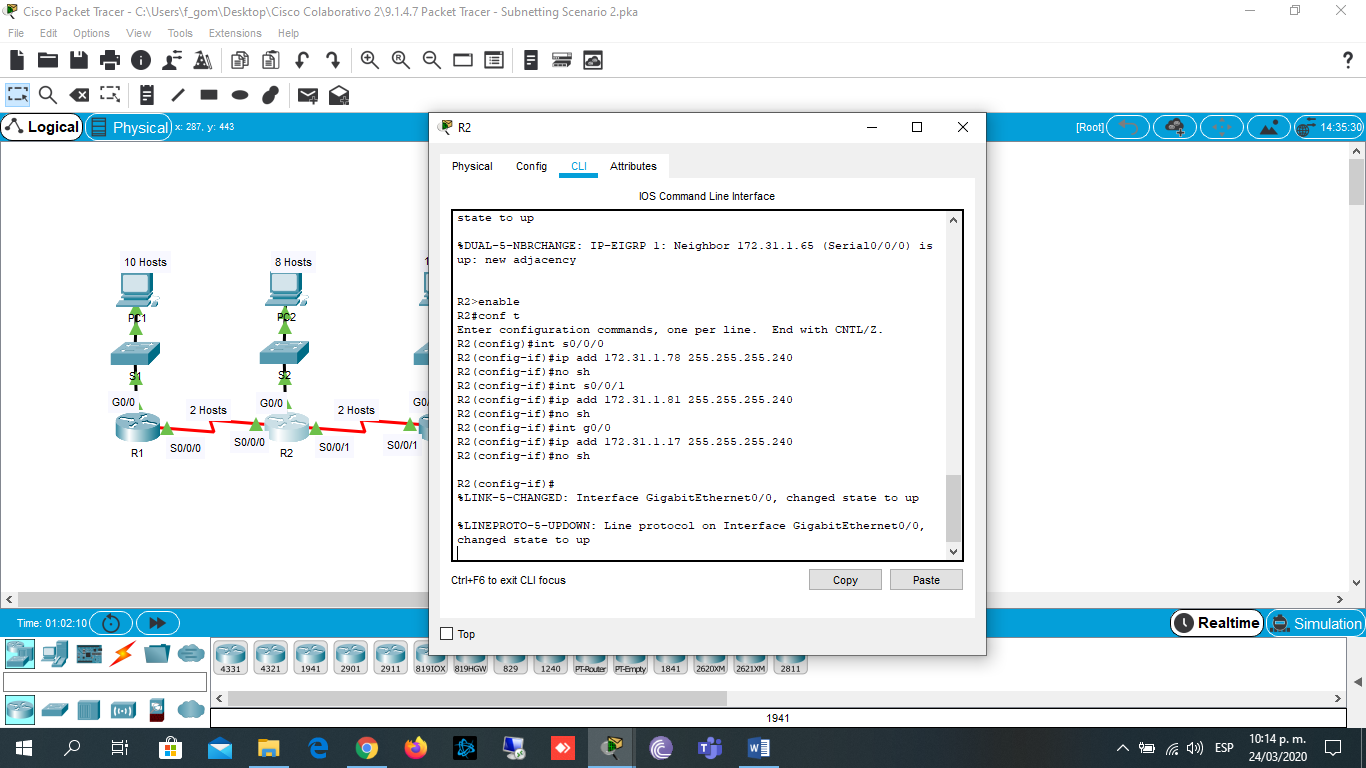 Cisco Packet Tracer - C:\Users\f_gom\Desktop\Cisco Colaborativo 2\9.1.4.7 Packet Tracer - Subnetting Scenario 2.pka
File Edit Options View Tools Extensions Help
Logical Physical x: 287, y: 443
[Root] 14:35:30
R2
Physical Config CLI Attributes
IOS Command Line Interface
state to up
%DUAL-5-NBRCHANGE: IP-EIGRP 1: Neighbor 172.31.1.65 (Serial0/0/0) is
up: new adjacency
R2>enable
R2#conf t
Enter configuration commands, one per line.  End with CNTL/Z.
R2(config)#int s0/0/0
R2(config-if)#ip add 172.31.1.78 255.255.255.240
R2(config-if)#no sh
R2(config-if)#int s0/0/1
R2(config-if)#ip add 172.31.1.81 255.255.255.240
R2(config-if)#no sh
R2(config-if)#int g0/0
R2(config-if)#ip add 172.31.1.17 255.255.255.240
R2(config-if)#no sh
R2(config-if)#
%LINK-5-CHANGED: Interface GigabitEthernet0/0, changed state to up
%LINEPROTO-5-UPDOWN: Line protocol on Interface GigabitEthernet0/0,
changed state to up
Ctrl+F6 to exit CLI focus
Copy Paste
Top
10 Hosts 8 Hosts 1
PC1 PC2
S1 S2
G0/0 G0/0 G0/
2 Hosts 2 Hosts
S0/0/0 S0/0/0 S0/0/1 S0/0/1
R1 R2
Time: 01:02:10
Realtime Simulation
4331 4321 1941 2901 2911 819IOX 819HGW 829 1240 PT-Router PT-Empty 1841 2620XM 2621XM 2811
1941
ESP
10:14 p. m.
24/03/2020